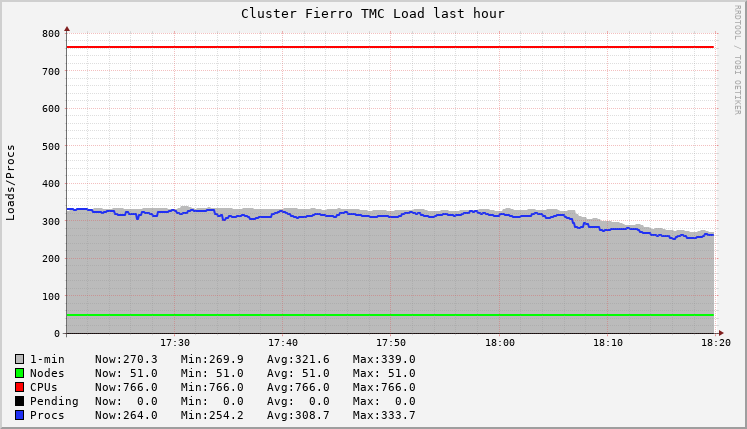 Cluster Fierro TMC Load last hour
RRDTOOL / TOBI OETIKER
Loads/Procs
800
700
600
500
400
300
200
100
0
17:30 17:40 17:50 18:00 18:10 18:20
1-min Now:270.3 Min:269.9 Avg:321.6 Max:339.0
Nodes Now: 51.0 Min: 51.0 Avg: 51.0 Max: 51.0
CPUs Now:766.0 Min:766.0 Avg:766.0 Max:766.0
Pending Now: 0.0 Min: 0.0 Avg: 0.0 Max: 0.0
Procs Now:264.0 Min:254.2 Avg:308.7 Max:333.7